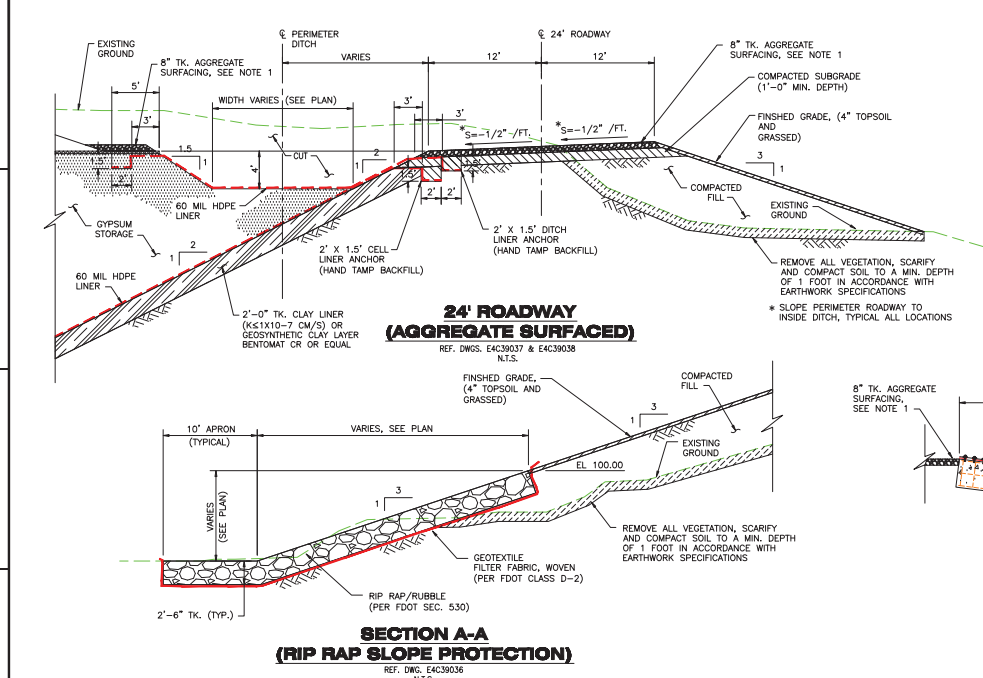 EXISTING
GROUND
8" TK. AGGREGATE
SURFACING, SEE NOTE 1
5'
3'
WIDTH VARIES (SEE PLAN)
℄ PERIMETER
DITCH
VARIES
℄ 24' ROADWAY
12'
12'
8" TK. AGGREGATE
SURFACING, SEE NOTE 1
COMPACTED SUBGRADE
(1'-0" MIN. DEPTH)
FINSHED GRADE, (4" TOPSOIL
AND
GRASSED)
3'
3'
*S=-1/2"-/FT.
*S=-1/2" /FT.
1.5
1
1.5'
2'
4'
CUT
2
1
1.5'
1.5'
2'
2'
3
1
60 MIL HDPE
LINER
GYPSUM
STORAGE
2
1
60 MIL HDPE
LINER
2' X 1.5' CELL
LINER ANCHOR
(HAND TAMP BACKFILL)
2' X 1.5' DITCH
LINER ANCHOR
(HAND TAMP BACKFILL)
COMPACTED
FILL
EXISTING
GROUND
REMOVE ALL VEGETATION, SCARIFY
AND COMPACT SOIL TO A MIN. DEPTH
OF 1 FOOT IN ACCORDANCE WITH
EARTHWORK SPECIFICATIONS
* SLOPE PERIMETER ROADWAY TO
INSIDE DITCH, TYPICAL ALL LOCATIONS
2'-0" TK. CLAY LINER
(K≤1X10-7 CM/S) OR
GEOSYNTHETIC CLAY LAYER
BENTOMAT CR OR EQUAL
24' ROADWAY
(AGGREGATE SURFACED)
REF. DWGS. E4C39037 & E4C39038
N.T.S.
FINSHED GRADE,
(4" TOPSOIL AND
GRASSED)
COMPACTED
FILL
3
1
10' APRON
(TYPICAL)
VARIES, SEE PLAN
EXISTING
GROUND
EL 100.00
VARIES
(SEE PLAN)
3
1
REMOVE ALL VEGETATION, SCARIFY
AND COMPACT SOIL TO A MIN. DEPTH
OF 1 FOOT IN ACCORDANCE WITH
EARTHWORK SPECIFICATIONS
GEOTEXTILE
FILTER FABRIC, WOVEN
(PER FDOT CLASS D-2)
RIP RAP/RUBBLE
(PER FDOT SEC. 530)
2'-6" TK. (TYP.)
SECTION A-A
(RIP RAP SLOPE PROTECTION)
REF. DWG. E4C39036
N.T.S.
8" TK. AGGREGATE
SURFACING,
SEE NOTE 1